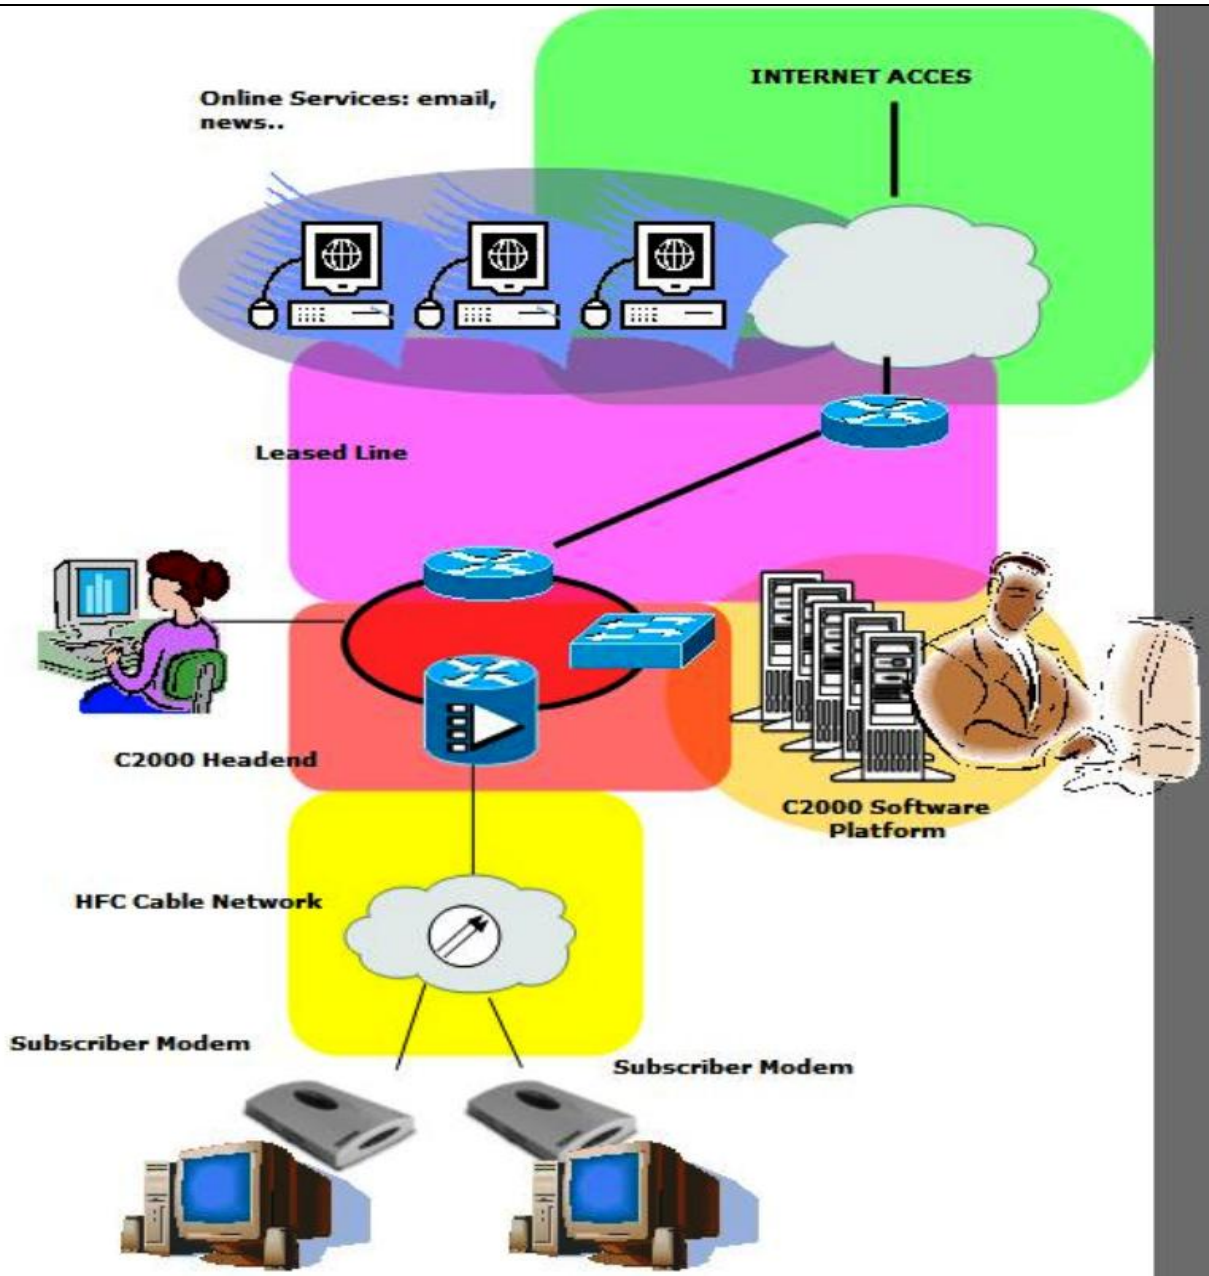 INTERNET ACCES
Online Services: email,
news..
Leased Line
C2000 Headend
C2000 Software
Platform
HFC Cable Network
Subscriber Modem
Subscriber Modem